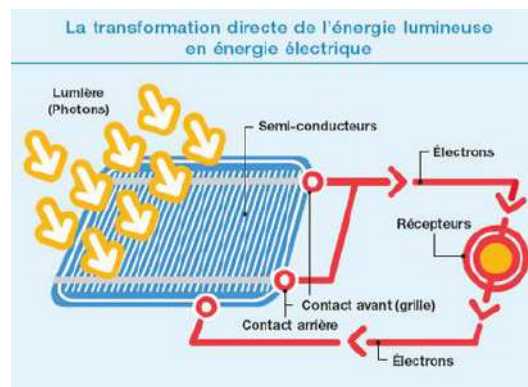 La transformation directe de l'énergie lumineuse
en énergie électrique
Lumière
(Photons)
Semi-conducteurs
Électrons
Récepteurs
Contact avant (grille)
Contact arrière
Électrons